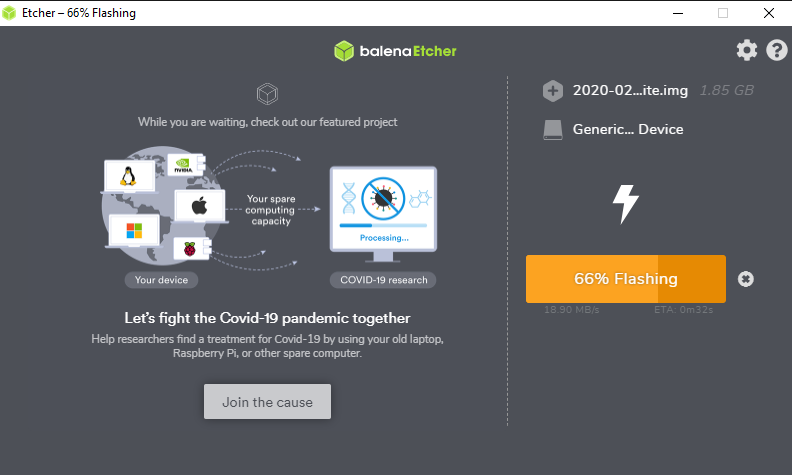 Etcher – 66% Flashing
balenaEtcher
While you are waiting, check out our featured project
NVIDIA
Your spare
computing
capacity
Processing...
Your device
COVID-19 research
Let's fight the Covid-19 pandemic together
Help researchers find a treatment for Covid-19 by using your old laptop,
Raspberry Pi, or other spare computer.
Join the cause
2020-02...ite.img 1.85 GB
Generic... Device
66% Flashing
18.90 MB/s ETA: 0m32s